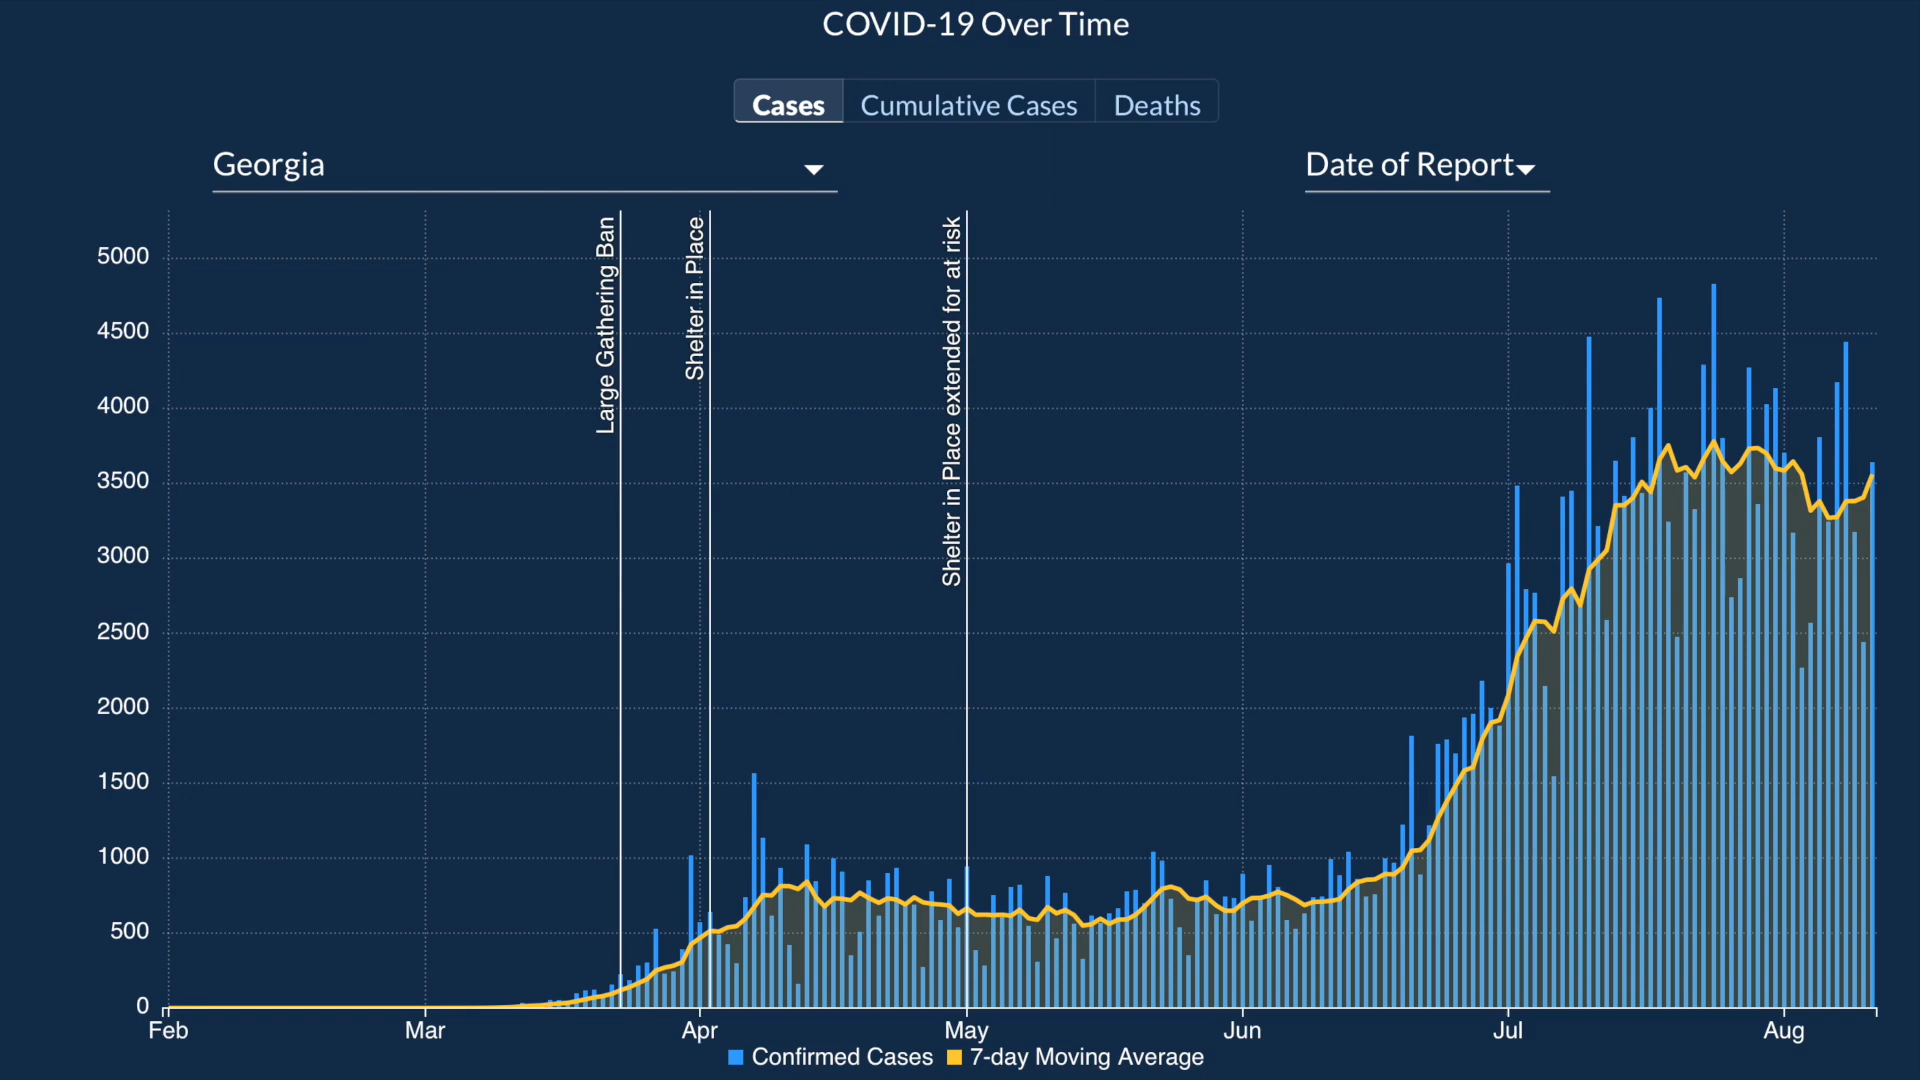 COVID-19 Over Time
Cases
Cumulative Cases
Deaths
Georgia
Date of Report
Large Gathering Ban
Shelter in Place
Shelter in Place extended for at risk
5000
4500
4000
3500
3000
2500
2000
1500
1000
500
0
Feb
Mar
Apr
May
Jun
Jul
Aug
Confirmed Cases
7-day Moving Average